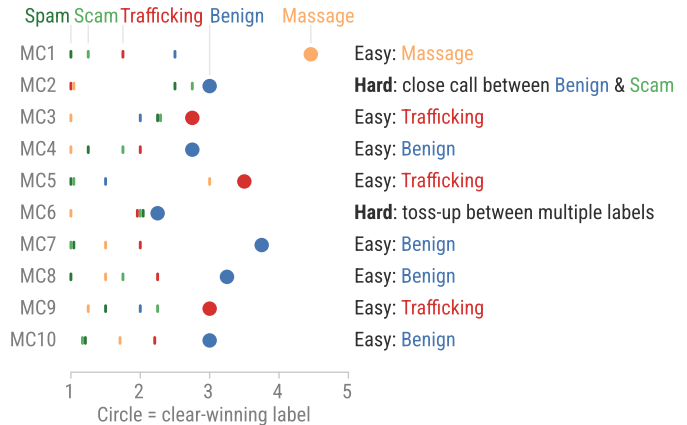 Spam Scam Trafficking Benign Massage
MC1 Easy: Massage
MC2 Hard: close call between Benign & Scam
MC3 Easy: Trafficking
MC4 Easy: Benign
MC5 Easy: Trafficking
MC6 Hard: toss-up between multiple labels
MC7 Easy: Benign
MC8 Easy: Benign
MC9 Easy: Trafficking
MC10 Easy: Benign
1 2 3 4 5
Circle = clear-winning label